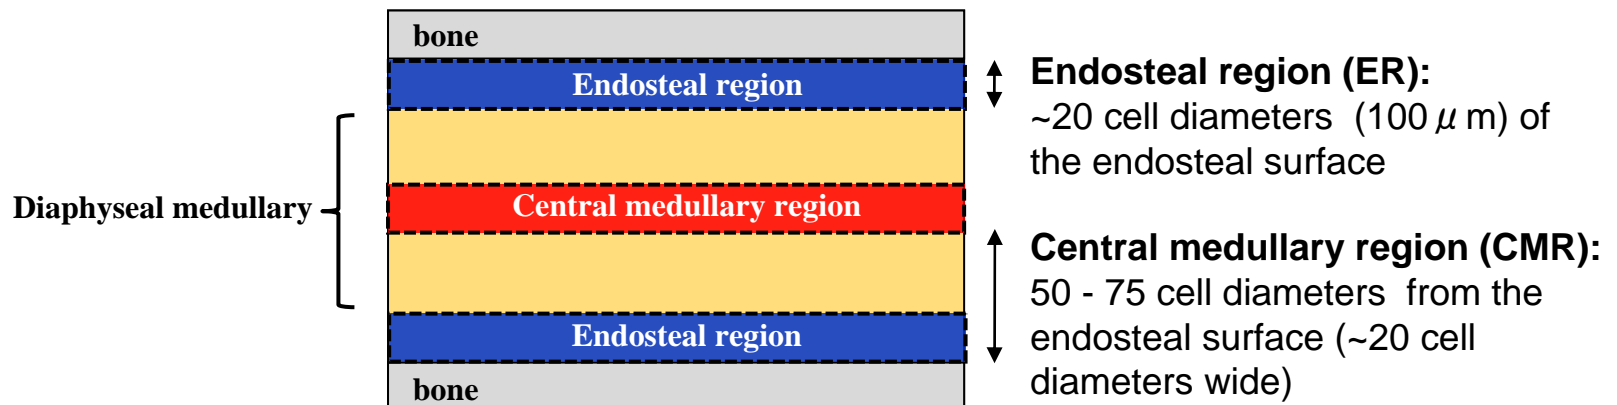 bone
Endosteal region
Diaphyseal medullary
Central medullary region
Endosteal region
bone
Endosteal region (ER):
~20 cell diameters (100 μ m) of
the endosteal surface
Central medullary region (CMR):
50 - 75 cell diameters from the
endosteal surface (~20 cell
diameters wide)